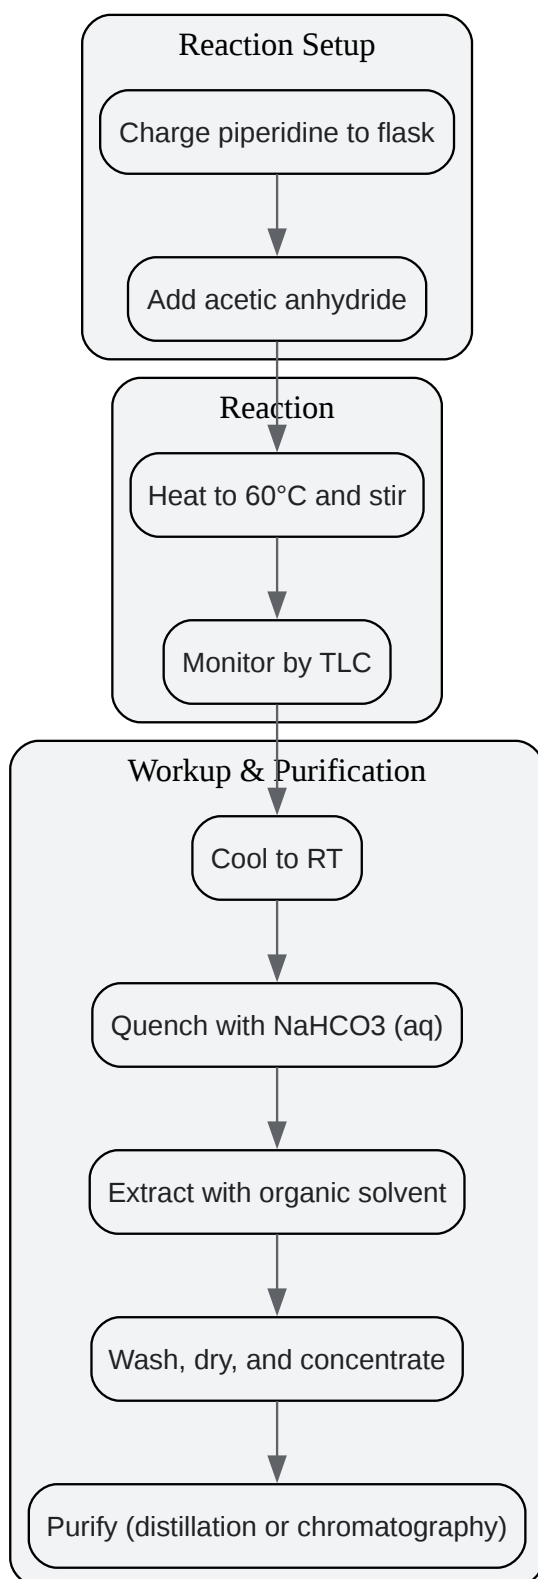 Reaction Setup
Charge piperidine to flask
Add acetic anhydride
Reaction
Heat to 60°C and stir
Monitor by TLC
Workup & Purification
Cool to RT
Quench with NaHCO3 (aq)
Extract with organic solvent
Wash, dry, and concentrate
Purify (distillation or chromatography)